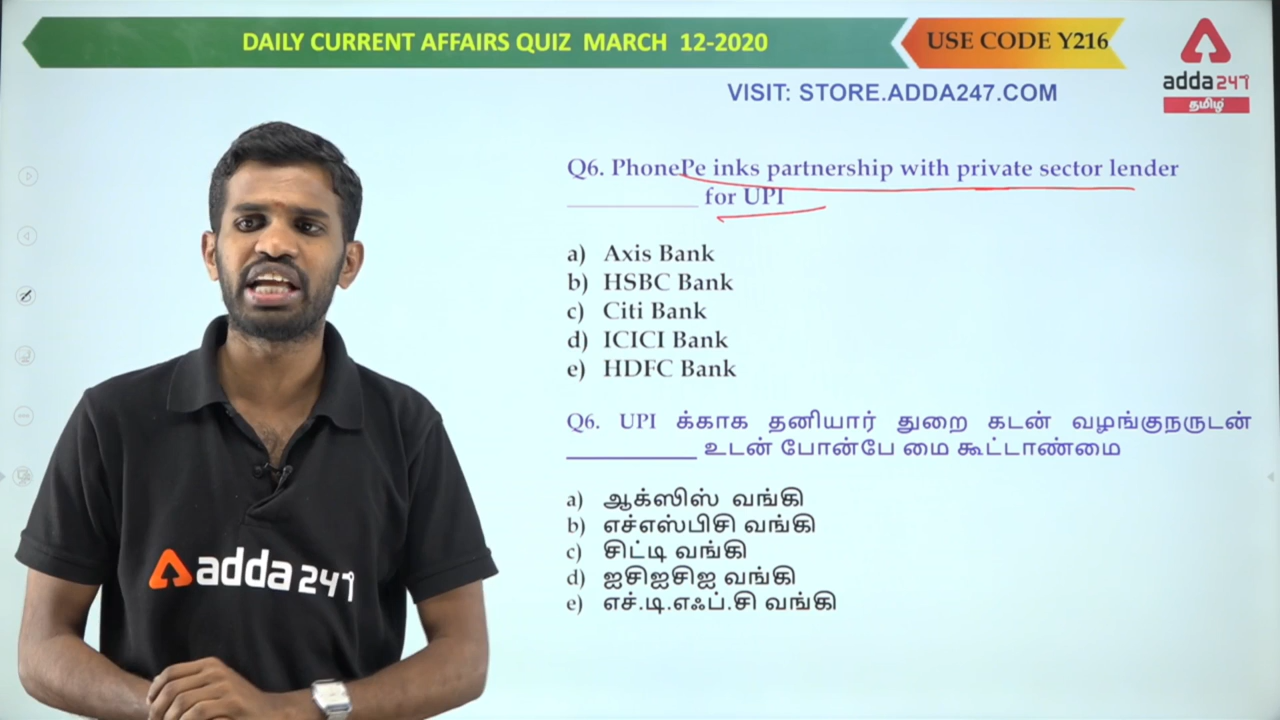 DAILY CURRENT AFFAIRS QUIZ MARCH 12-2020
USE CODE Y216
adda247
தமிழ்
VISIT: STORE.ADDA247.COM
Q6. PhonePe inks partnership with private sector lender
____________ for UPI
a) Axis Bank
b) HSBC Bank
c) Citi Bank
d) ICICI Bank
e) HDFC Bank
Q6. UPI க்காக தனியார் துறை கடன் வழங்குநருடன்
____________ உடன் போன்பே மை கூட்டாண்மை
a) ஆக்ஸிஸ் வங்கி
b) எச்எஸ்பிசி வங்கி
c) சிட்டி வங்கி
d) ஐசிஐசிஐ வங்கி
e) எச்.டி.எஃப்.சி வங்கி
adda247